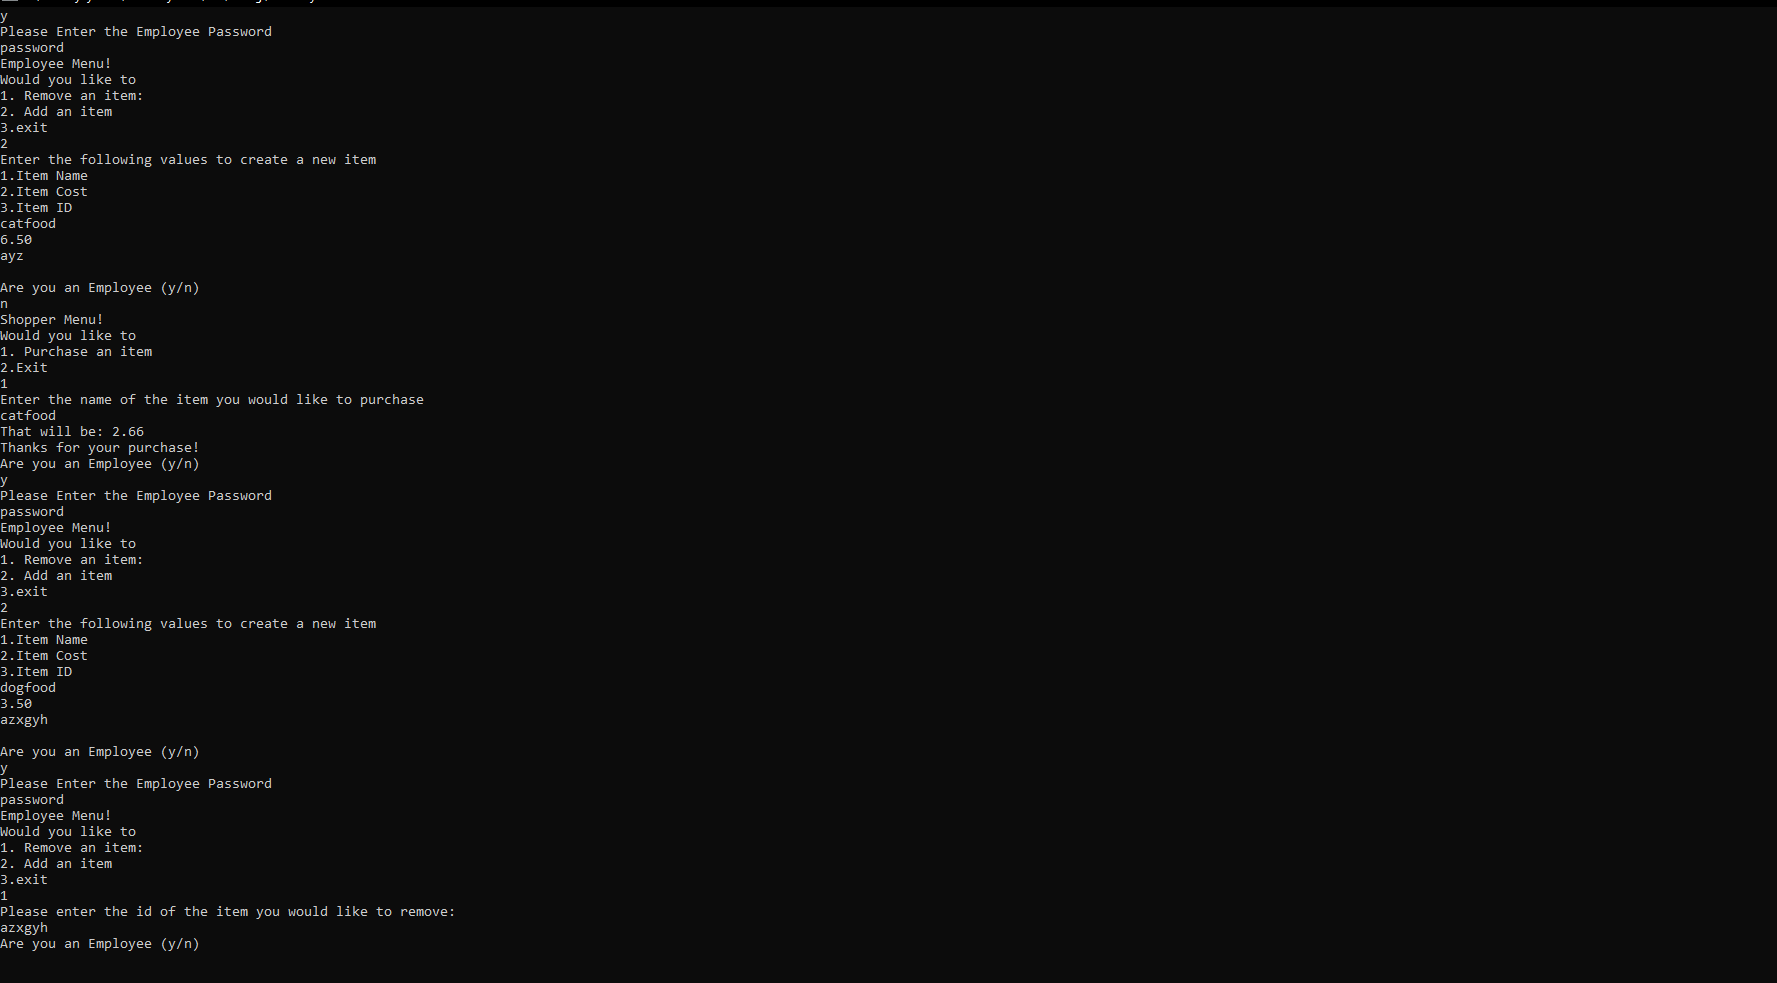 y
Please Enter the Employee Password
password
Employee Menu!
Would you like to
1. Remove an item:
2. Add an item
3.exit
2
Enter the following values to create a new item
1.Item Name
2.Item Cost
3.Item ID
catfood
6.50
ayz
Are you an Employee (y/n)
n
Shopper Menu!
Would you like to
1. Purchase an item
2.Exit
1
Enter the name of the item you would like to purchase
catfood
That will be: 2.66
Thanks for your purchase!
Are you an Employee (y/n)
y
Please Enter the Employee Password
password
Employee Menu!
Would you like to
1. Remove an item:
2. Add an item
3.exit
2
Enter the following values to create a new item
1.Item Name
2.Item Cost
3.Item ID
dogfood
3.50
azxgyh
Are you an Employee (y/n)
y
Please Enter the Employee Password
password
Employee Menu!
Would you like to
1. Remove an item:
2. Add an item
3.exit
1
Please enter the id of the item you would like to remove:
azxgyh
Are you an Employee (y/n)